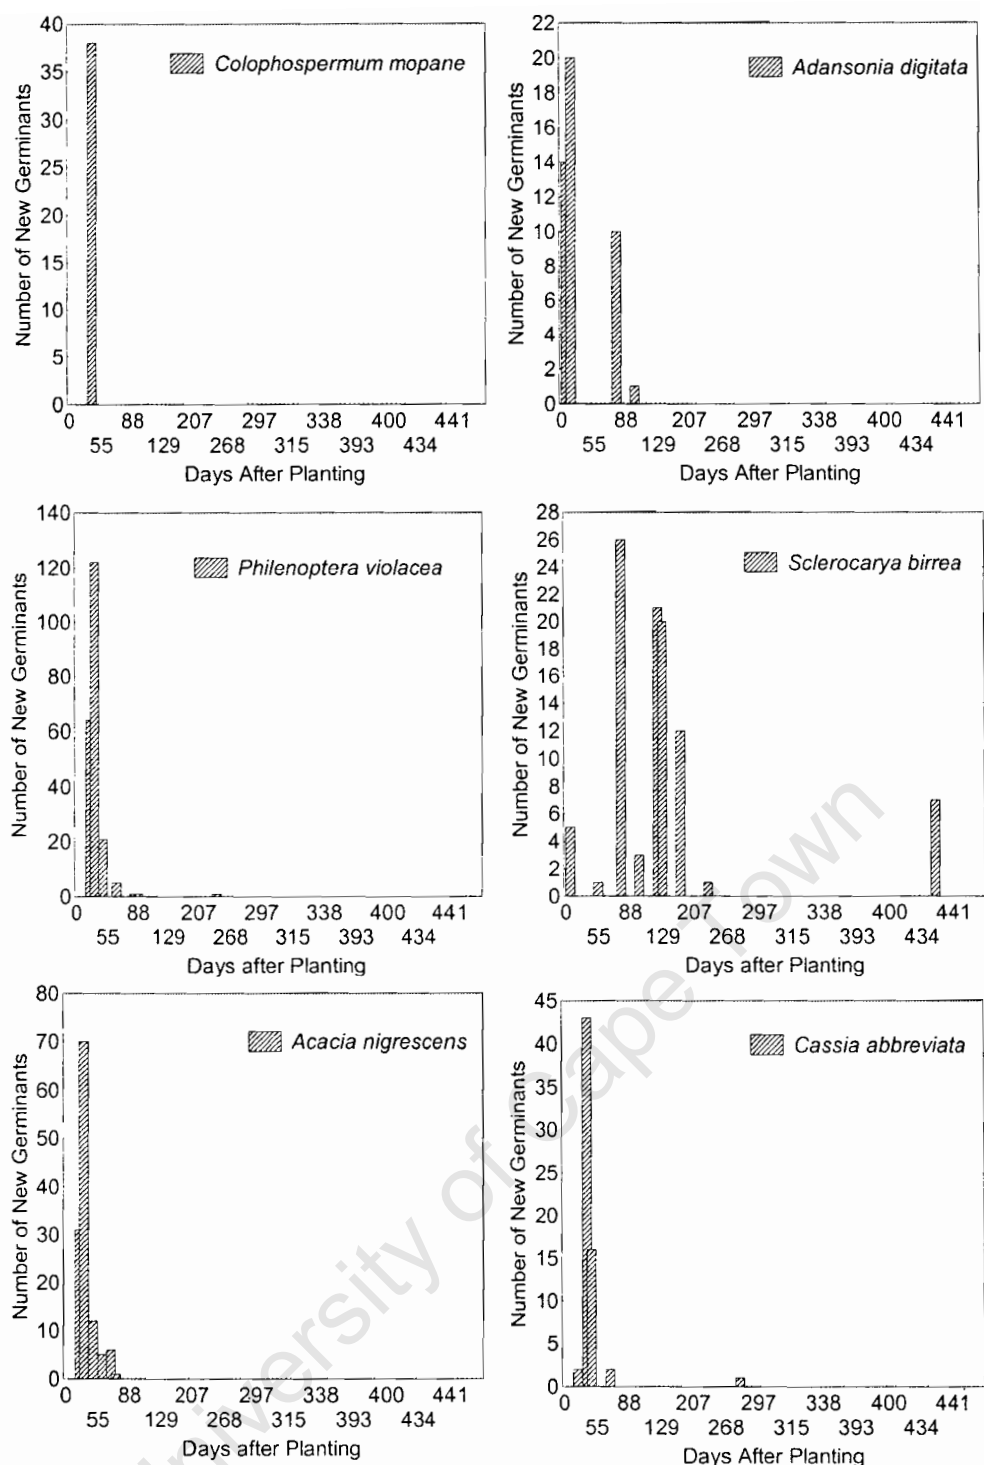 Number of New Germinants
40
35
30
25
20
15
10
5
0
Colophospermum mopane
0 88 207 297 338 400 441
55 129 268 315 393 434
Days After Planting
Number of New Germinants
22
20
18
16
14
12
10
8
6
4
2
0
Adansonia digitata
0 88 207 297 338 400 441
55 129 268 315 393 434
Days After Planting
Number of New Germinants
140
120
100
80
60
40
20
0
Philenoptera violacea
0 88 207 297 338 400 441
55 129 268 315 393 434
Days after Planting
Number of New Germinants
28
26
24
22
20
18
16
14
12
10
8
6
4
2
0
Sclerocarya birrea
0 88 207 297 338 400 441
55 129 268 315 393 434
Days after Planting
Number of New Germinants
80
70
60
50
40
30
20
10
0
Acacia nigrescens
0 88 207 297 338 400 441
55 129 268 315 393 434
Days after Planting
Number of New Germinants
45
40
35
30
25
20
15
10
5
0
Cassia abbreviata
0 88 207 297 338 400 441
55 129 268 315 393 434
Days After Planting
University of Cape Town